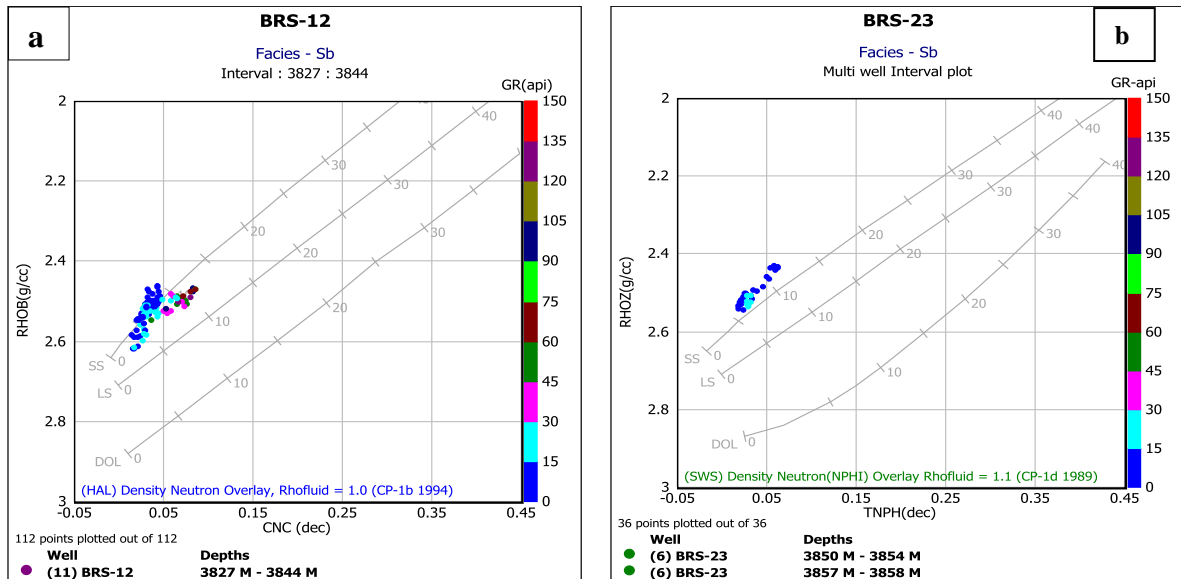 a
BRS-12
Facies - Sb
Interval : 3827 : 3844
GR(api)
2
2.2
2.4
2.6
2.8
3
RHOB(g/cc)
150
135
120
105
90
75
60
45
30
15
0
40
30
20
10
SS
0
40
30
20
10
LS
0
30
20
10
DOL
0
(HAL) Density Neutron Overlay, Rhofluid = 1.0 (CP-1b 1994)
-0.05
0.05
0.15
0.25
0.35
0.45
CNC (dec)
112 points plotted out of 112
Well Depths
(11) BRS-12 3827 M - 3844 M
BRS-23
b
Facies - Sb
Multi well Interval plot
GR-api
2
2.2
2.4
2.6
2.8
3
RHOZ(g/cc)
150
135
120
105
90
75
60
45
30
15
0
40
30
20
10
SS
0
40
30
20
10
LS
0
40
30
20
10
DOL
0
(SWS) Density Neutron(NPHI) Overlay Rhofluid = 1.1 (CP-1d 1989)
-0.05
0.05
0.15
0.25
0.35
0.45
TNPH(dec)
36 points plotted out of 36
Well Depths
(6) BRS-23 3850 M - 3854 M
(6) BRS-23 3857 M - 3858 M